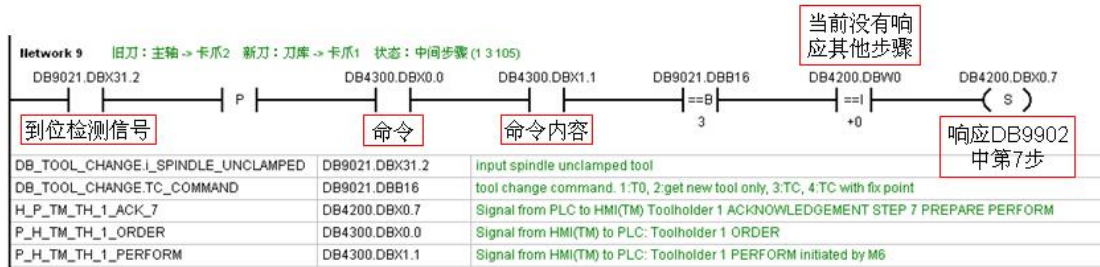 当前没有响
应其他步骤
Network 9 旧刀：主轴 -> 卡爪2 新刀：刀库 -> 卡爪1 状态：中间步骤 (1 3 105)
DB9021.DBX31.2 DB4300.DBX0.0 DB4300.DBX1.1 DB9021.DBB16 DB4200.DBW0 DB4200.DBX0.7
P ==B ==I S
3 +0
到位检测信号 命令 命令内容
响应DB9902
中第7步
DB_TOOL_CHANGE.i_SPINDLE_UNCLAMPED DB9021.DBX31.2 input spindle unclamped tool
DB_TOOL_CHANGE.TC_COMMAND DB9021.DBB16 tool change command. 1:T0, 2:get new tool only, 3:TC, 4:TC with fix point
H_P_TM_TH_1_ACK_7 DB4200.DBX0.7 Signal from PLC to HMI(TM) Toolholder 1 ACKNOWLEDGEMENT STEP 7 PREPARE PERFORM
P_H_TM_TH_1_ORDER DB4300.DBX0.0 Signal from HMI(TM) to PLC: Toolholder 1 ORDER
P_H_TM_TH_1_PERFORM DB4300.DBX1.1 Signal from HMI(TM) to PLC: Toolholder 1 PERFORM initiated by M6